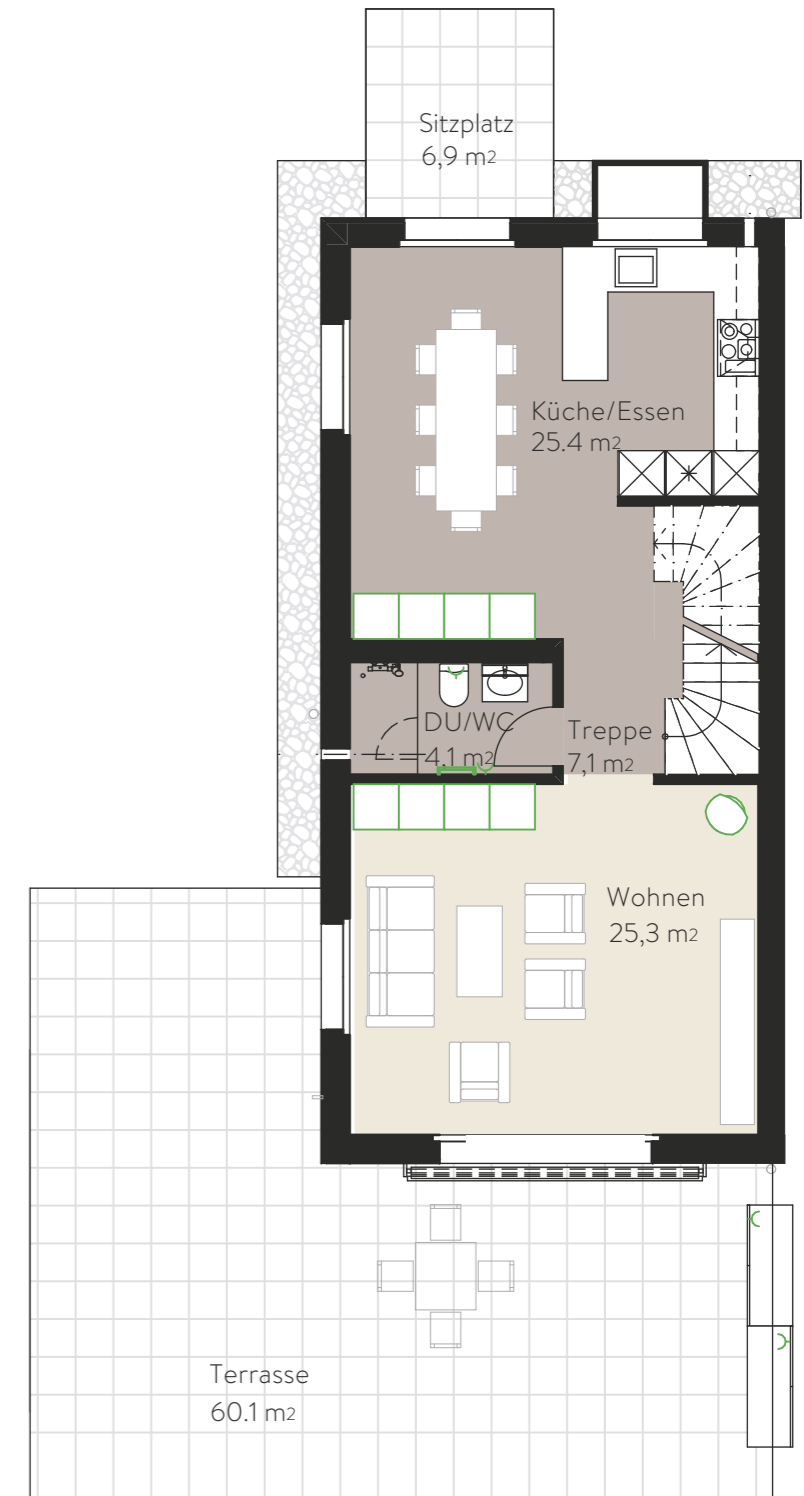 Sitzplatz
6,9 m2
Küche/Essen
25.4 m2
DU/WC
4,1 m2
Treppe
7,1 m2
Wohnen
25,3 m2
Terrasse
60.1 m2